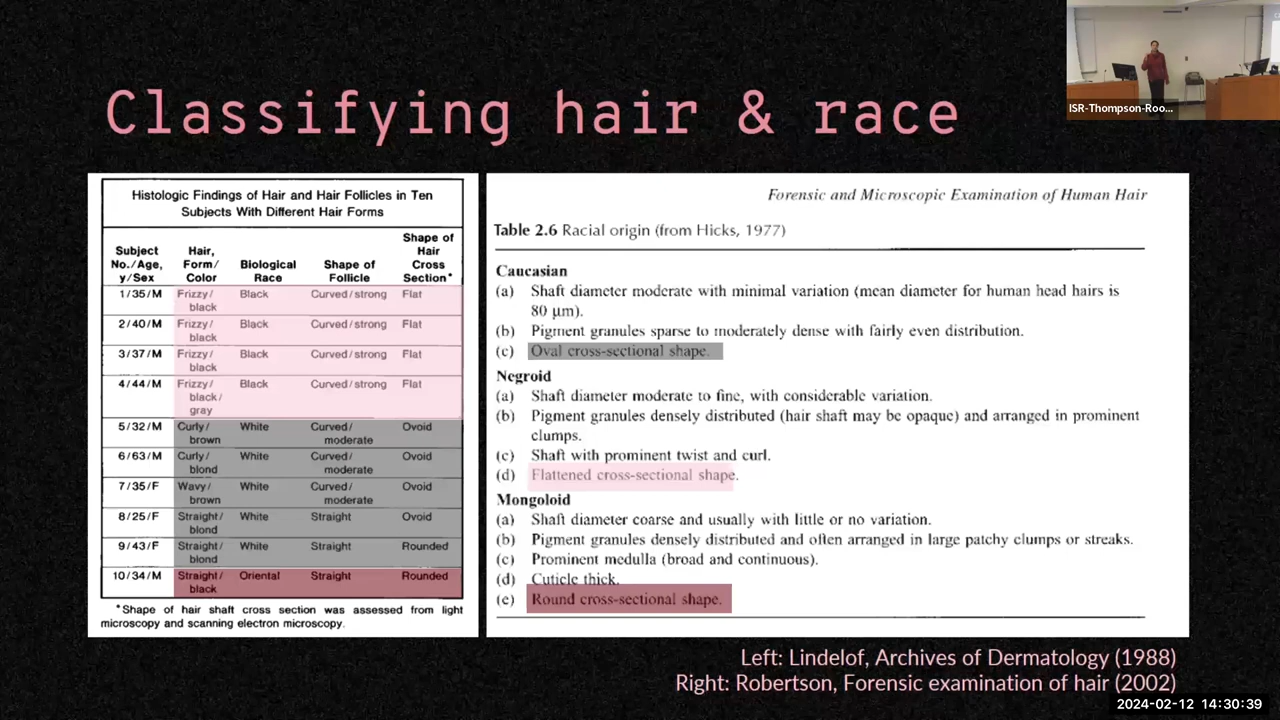 Classifying hair & race
ISR-Thompson-Roo...
Histologic Findings of Hair and Hair Follicles in Ten
Subjects With Different Hair Forms
Subject No./Age, y/Sex Hair, Form/ Color Biological Race Shape of Follicle Shape of Hair Cross Section*
1/35/M Frizzy/ black Black Curved/strong Flat
2/40/M Frizzy/ black Black Curved/strong Flat
3/37/M Frizzy/ black Black Curved/strong Flat
4/44/M Frizzy/ black/ gray Black Curved/strong Flat
5/32/M Curly/ brown White Curved/ moderate Ovoid
6/63/M Curly/ blond White Curved/ moderate Ovoid
7/35/F Wavy/ brown White Curved/ moderate Ovoid
8/25/F Straight/ blond White Straight Ovoid
9/43/F Straight/ blond White Straight Rounded
10/34/M Straight/ black Oriental Straight Rounded
*Shape of hair shaft cross section was assessed from light
microscopy and scanning electron microscopy.
Forensic and Microscopic Examination of Human Hair
Table 2.6 Racial origin (from Hicks, 1977)
Caucasian
(a) Shaft diameter moderate with minimal variation (mean diameter for human head hairs is
80 µm).
(b) Pigment granules sparse to moderately dense with fairly even distribution.
(c) Oval cross-sectional shape.
Negroid
(a) Shaft diameter moderate to fine, with considerable variation.
(b) Pigment granules densely distributed (hair shaft may be opaque) and arranged in prominent
clumps.
(c) Shaft with prominent twist and curl.
(d) Flattened cross-sectional shape.
Mongoloid
(a) Shaft diameter coarse and usually with little or no variation.
(b) Pigment granules densely distributed and often arranged in large patchy clumps or streaks.
(c) Prominent medulla (broad and continuous).
(d) Cuticle thick.
(e) Round cross-sectional shape.
Left: Lindelof, Archives of Dermatology (1988)
Right: Robertson, Forensic examination of hair (2002)
2024-02-12 14:30:39